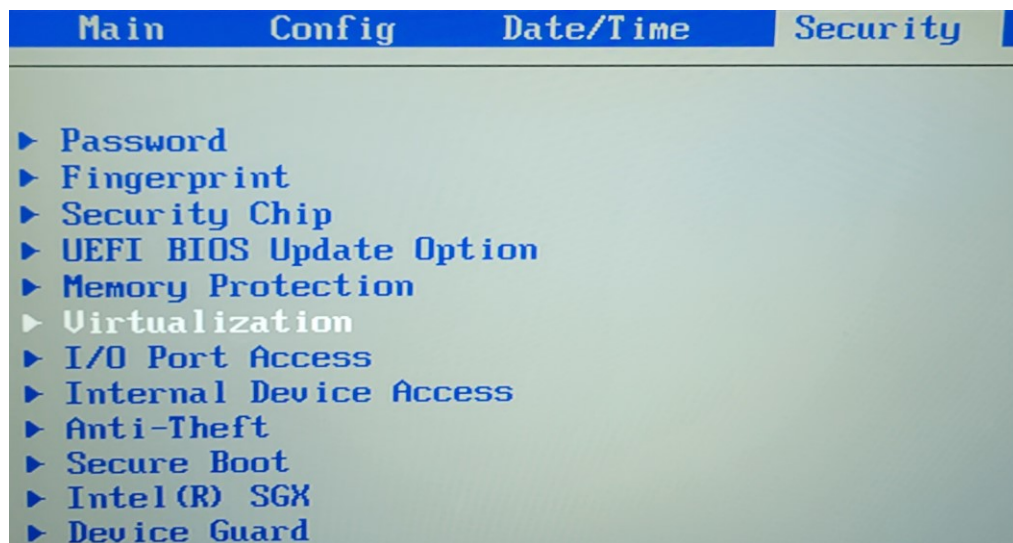 Main Config Date/Time Security
Password
Fingerprint
Security Chip
UEFI BIOS Update Option
Memory Protection
Virtualization
I/O Port Access
Internal Device Access
Anti-Theft
Secure Boot
Intel(R) SGX
Device Guard